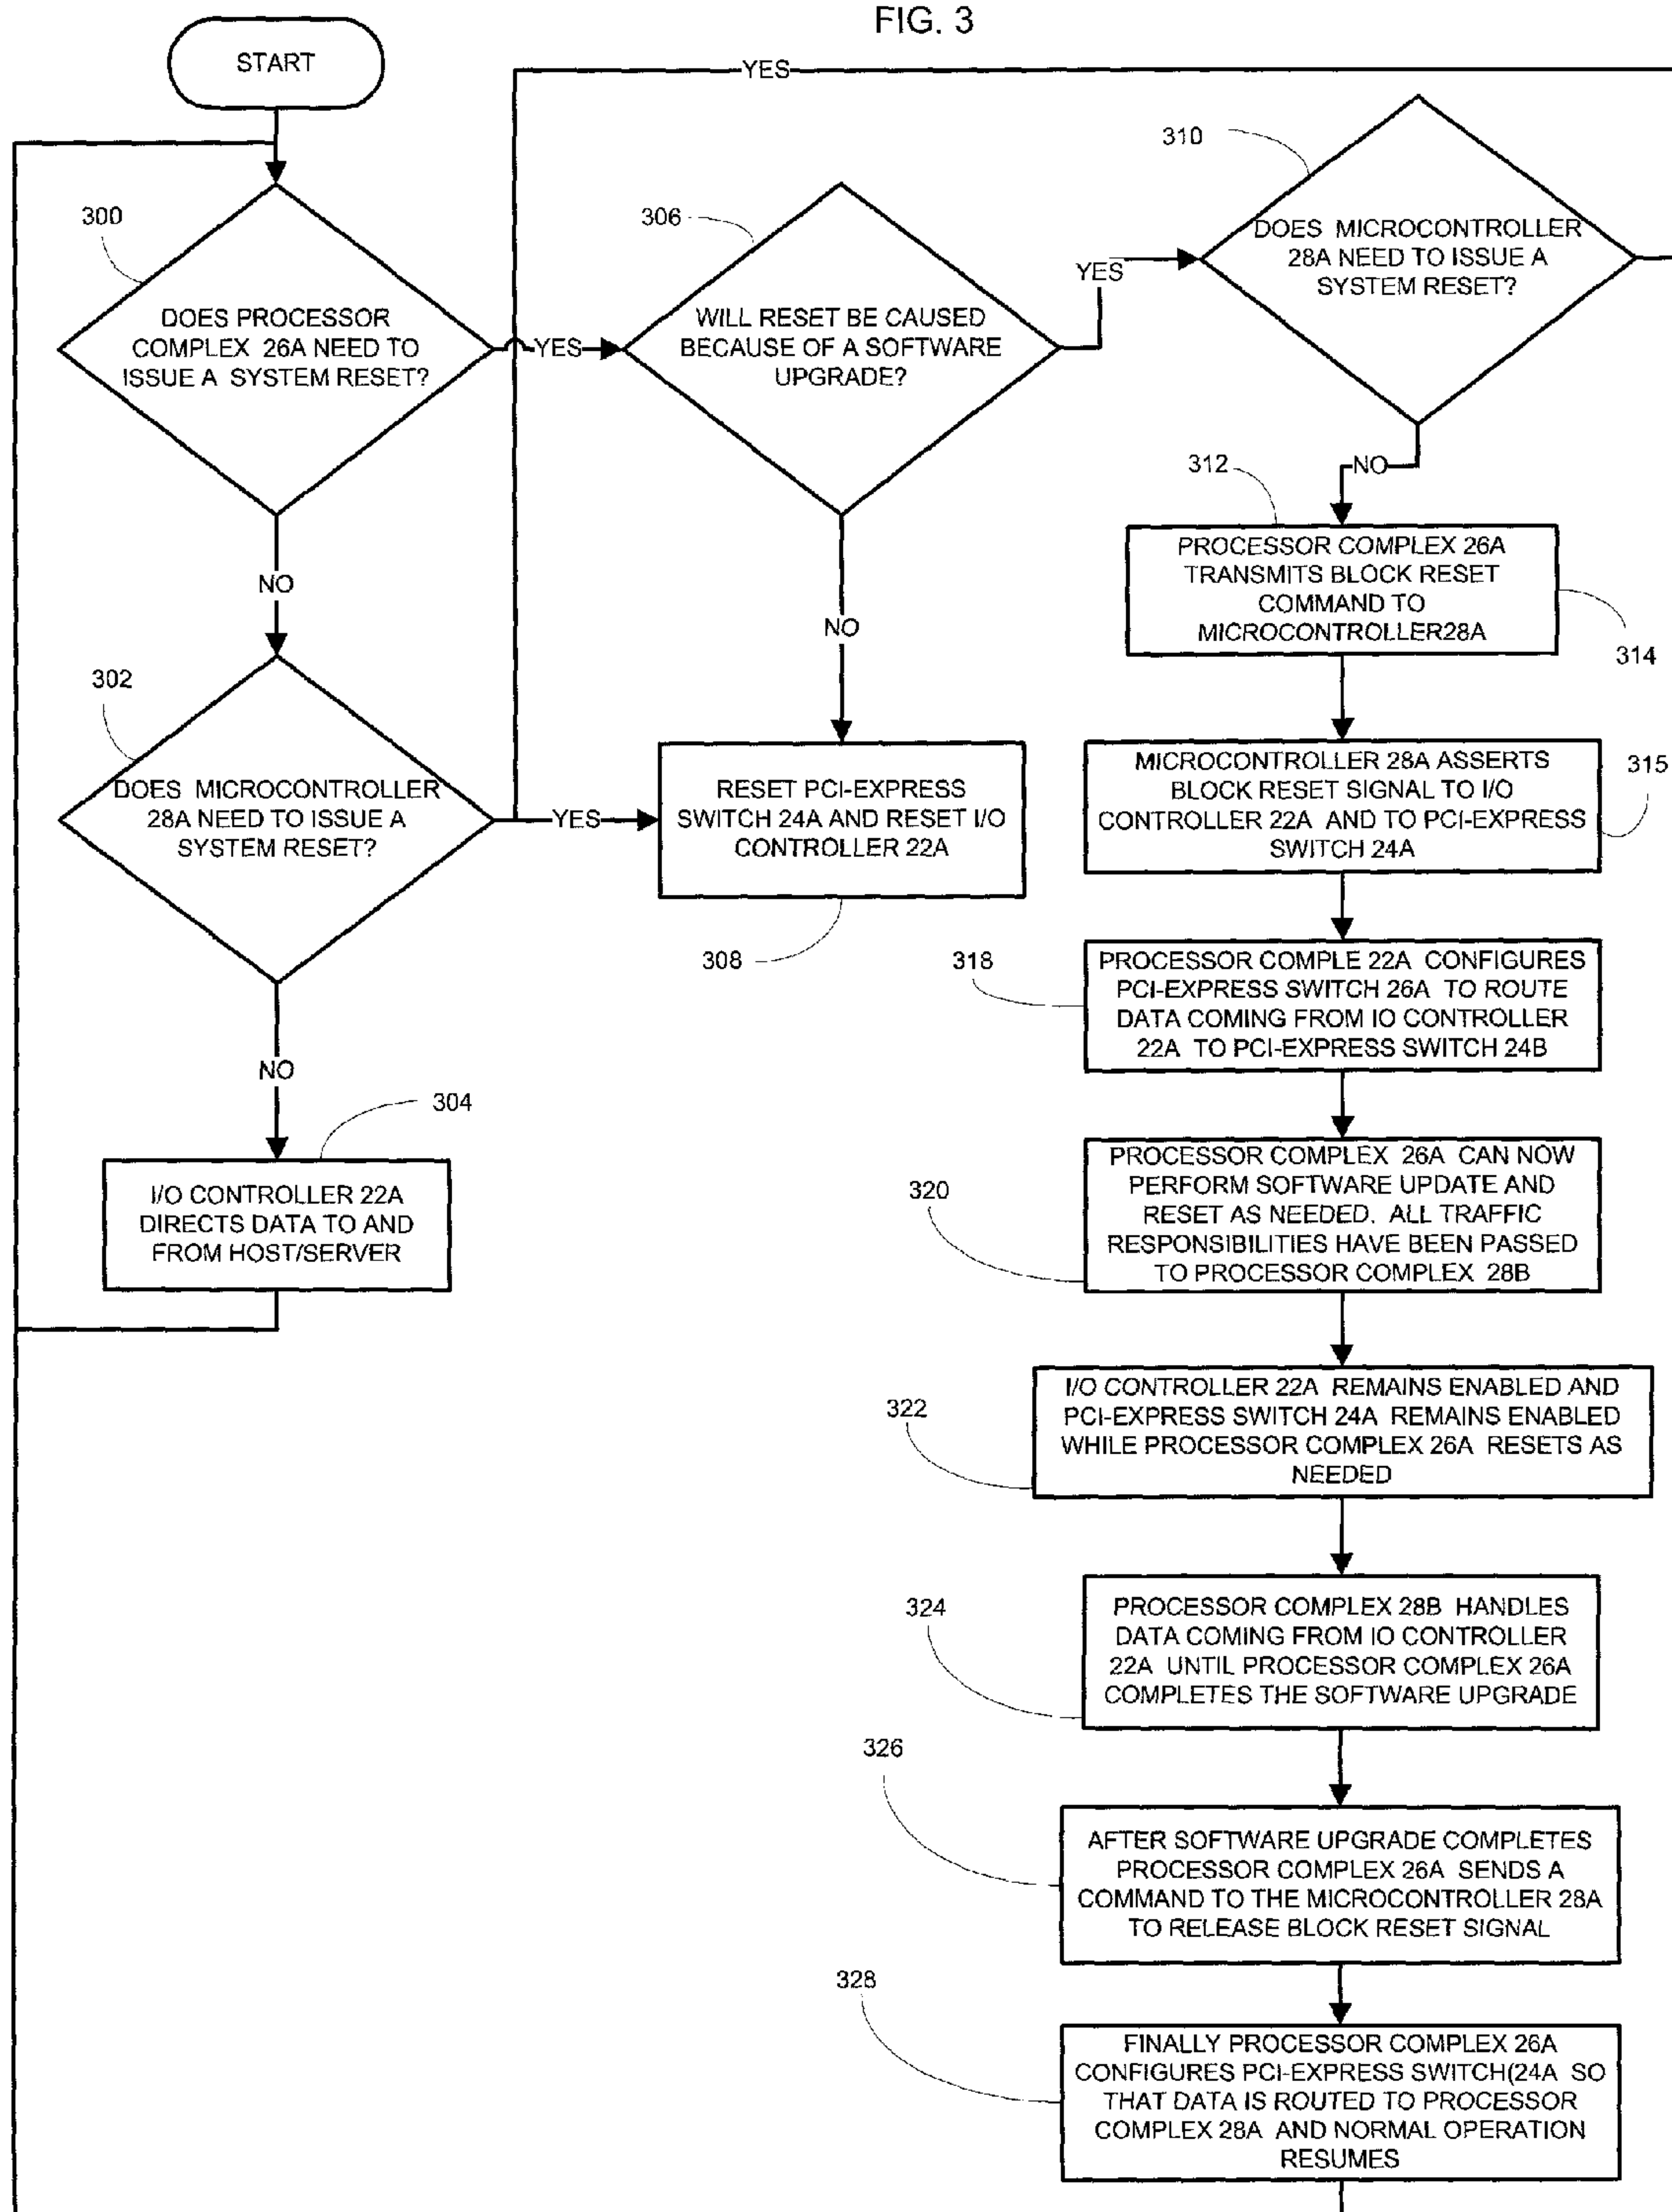 FIG. 3
START
YES
300
DOES PROCESSOR
COMPLEX 26A NEED TO
ISSUE A SYSTEM RESET?
YES
306
WILL RESET BE CAUSED
BECAUSE OF A SOFTWARE
UPGRADE?
YES
310
DOES MICROCONTROLLER
28A NEED TO ISSUE A
SYSTEM RESET?
NO
NO
NO
302
DOES MICROCONTROLLER
28A NEED TO ISSUE A
SYSTEM RESET?
YES
RESET PCI-EXPRESS
SWITCH 24A AND RESET I/O
CONTROLLER 22A
308
NO
304
I/O CONTROLLER 22A
DIRECTS DATA TO AND
FROM HOST/SERVER
312
PROCESSOR COMPLEX 26A
TRANSMITS BLOCK RESET
COMMAND TO
MICROCONTROLLER28A
314
MICROCONTROLLER 28A ASSERTS
BLOCK RESET SIGNAL TO I/O
CONTROLLER 22A AND TO PCI-EXPRESS
SWITCH 24A
315
318
PROCESSOR COMPLE 22A CONFIGURES
PCI-EXPRESS SWITCH 26A TO ROUTE
DATA COMING FROM IO CONTROLLER
22A TO PCI-EXPRESS SWITCH 24B
320
PROCESSOR COMPLEX 26A CAN NOW
PERFORM SOFTWARE UPDATE AND
RESET AS NEEDED. ALL TRAFFIC
RESPONSIBILITIES HAVE BEEN PASSED
TO PROCESSOR COMPLEX 28B
322
I/O CONTROLLER 22A REMAINS ENABLED AND
PCI-EXPRESS SWITCH 24A REMAINS ENABLED
WHILE PROCESSOR COMPLEX 26A RESETS AS
NEEDED
324
PROCESSOR COMPLEX 28B HANDLES
DATA COMING FROM IO CONTROLLER
22A UNTIL PROCESSOR COMPLEX 26A
COMPLETES THE SOFTWARE UPGRADE
326
AFTER SOFTWARE UPGRADE COMPLETES
PROCESSOR COMPLEX 26A SENDS A
COMMAND TO THE MICROCONTROLLER 28A
TO RELEASE BLOCK RESET SIGNAL
328
FINALLY PROCESSOR COMPLEX 26A
CONFIGURES PCI-EXPRESS SWITCH(24A SO
THAT DATA IS ROUTED TO PROCESSOR
COMPLEX 28A AND NORMAL OPERATION
RESUMES